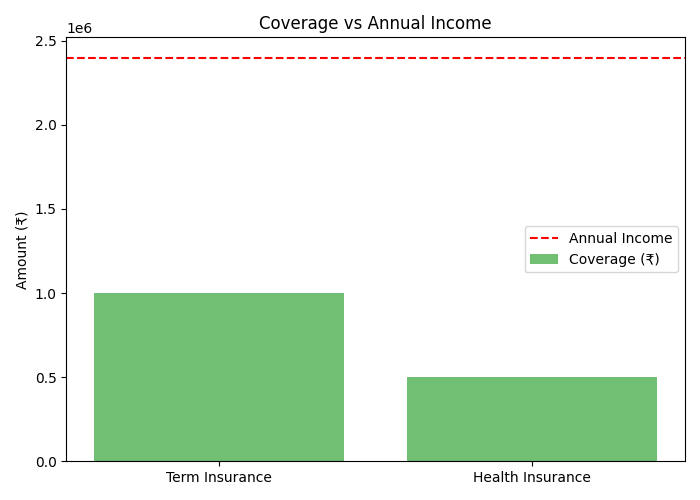 Coverage vs Annual Income
1e6
2.5
2.0
1.5
1.0
0.5
0.0
Amount (₹)
Annual Income
Coverage (₹)
Term Insurance
Health Insurance